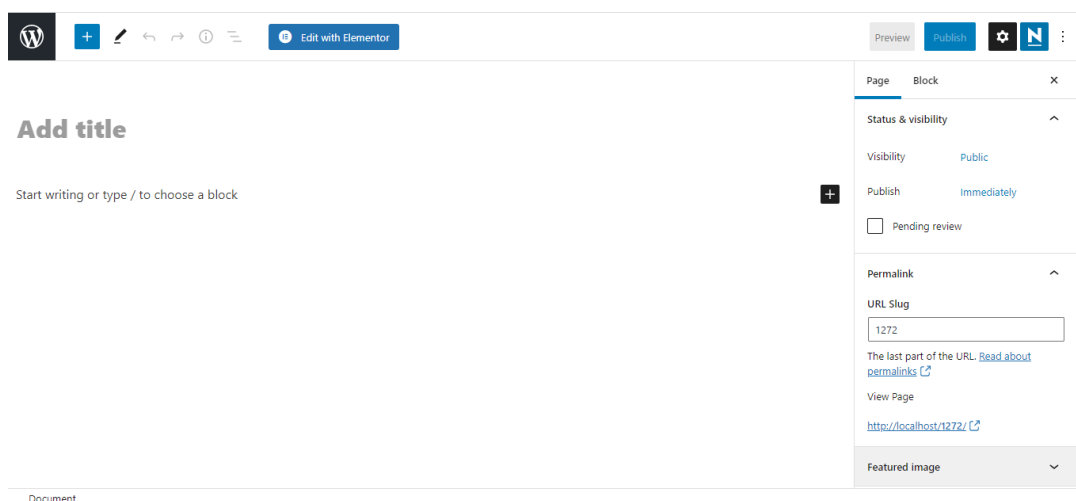 Edit with Elementor
Preview
Publish
N
Page
Block
Add title
Status & visibility
Visibility
Public
Start writing or type / to choose a block
Publish
Immediately
Pending review
Permalink
URL Slug
1272
The last part of the URL. Read about
permalinks
View Page
http://localhost/1272/
Featured image
Document